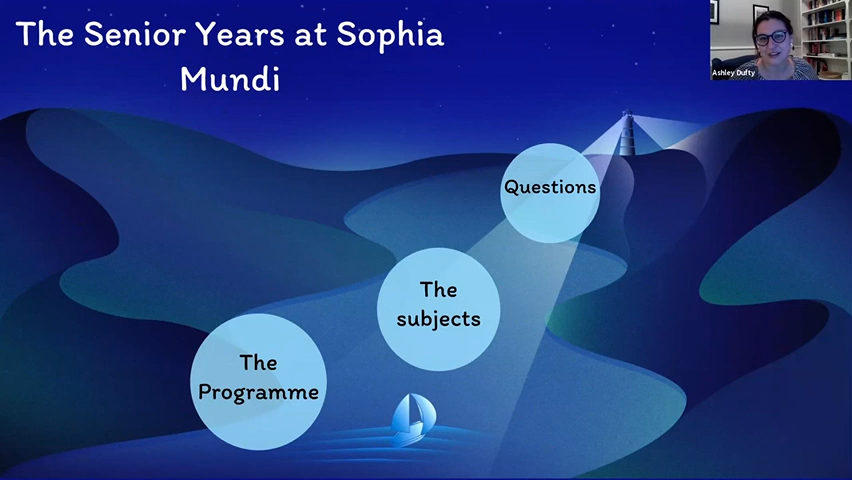 The Senior Years at Sophia
Mundi
Ashley Dufty
Questions
The
subjects
The
Programme